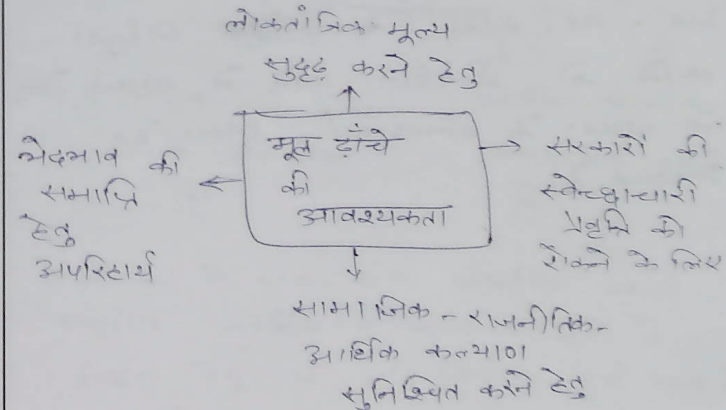 लोकतांत्रिक मूल्य
सुदृढ़ करने हेतु
मूल ढ़ांचे
की
आवश्यकता
भेदभाव की
समाप्ति
हेतु
अपरिहार्य
सरकारों की
स्वेच्छाचारी
प्रवृत्ति को
रोकने के लिए
सामाजिक - राजनीतिक -
आर्थिक कल्याण
सुनिश्चित करने हेतु